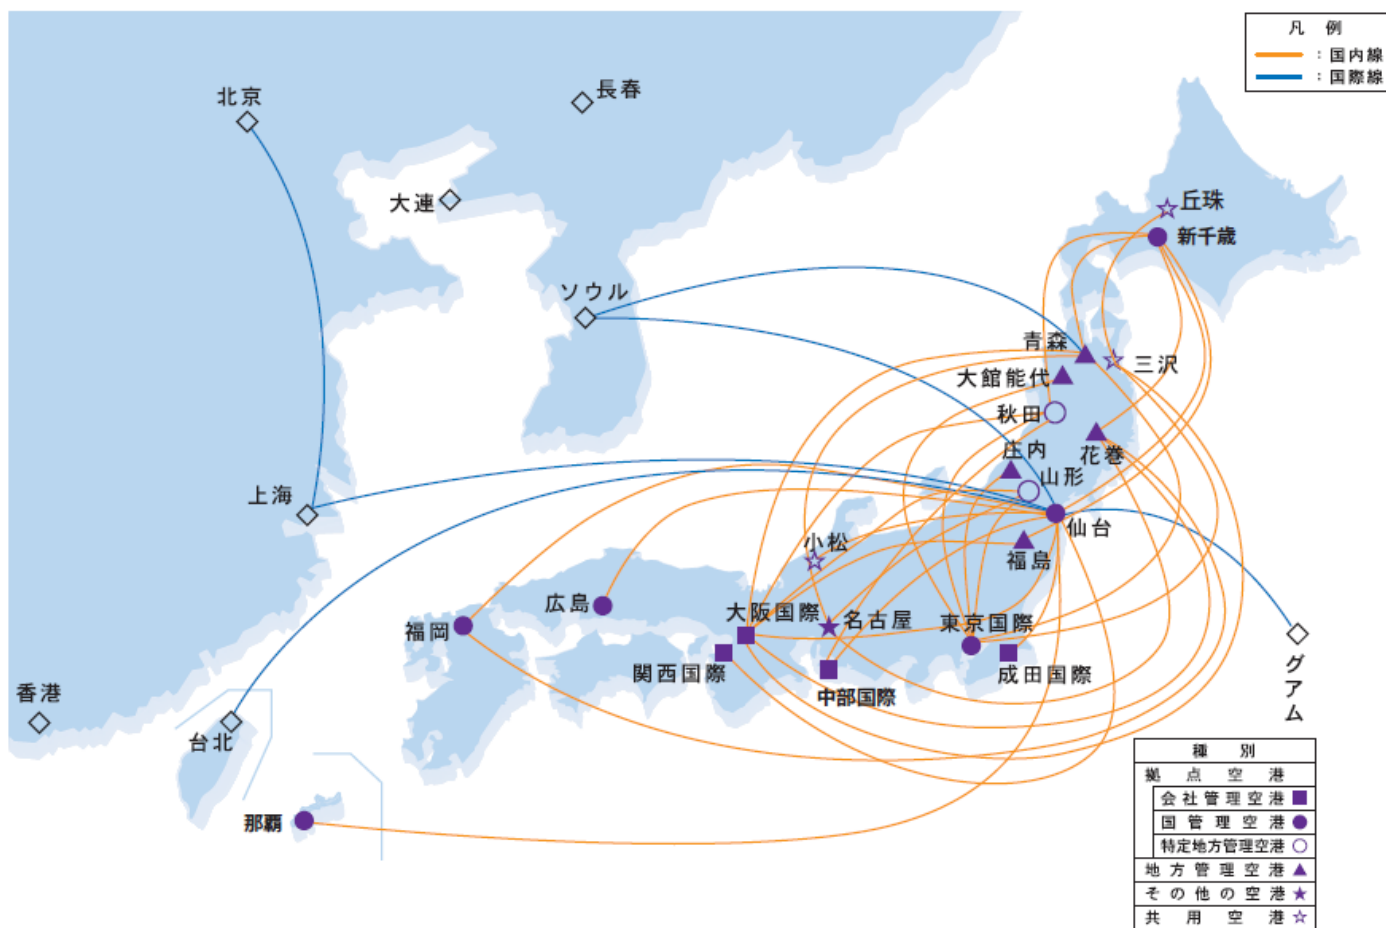 凡例
：国内線
：国際線
北京
長春
丘珠
大連
新千歳
ソウル
青森
三沢
大館能代
秋田
庄内
花巻
山形
上海
仙台
小松
福島
広島
大阪国際
名古屋
東京国際
福岡
関西国際
成田国際
グアム
香港
中部国際
台北
那覇
種別
拠点空港
会社管理空港
国管理空港
特定地方管理空港
地方管理空港
その他の空港
共用空港